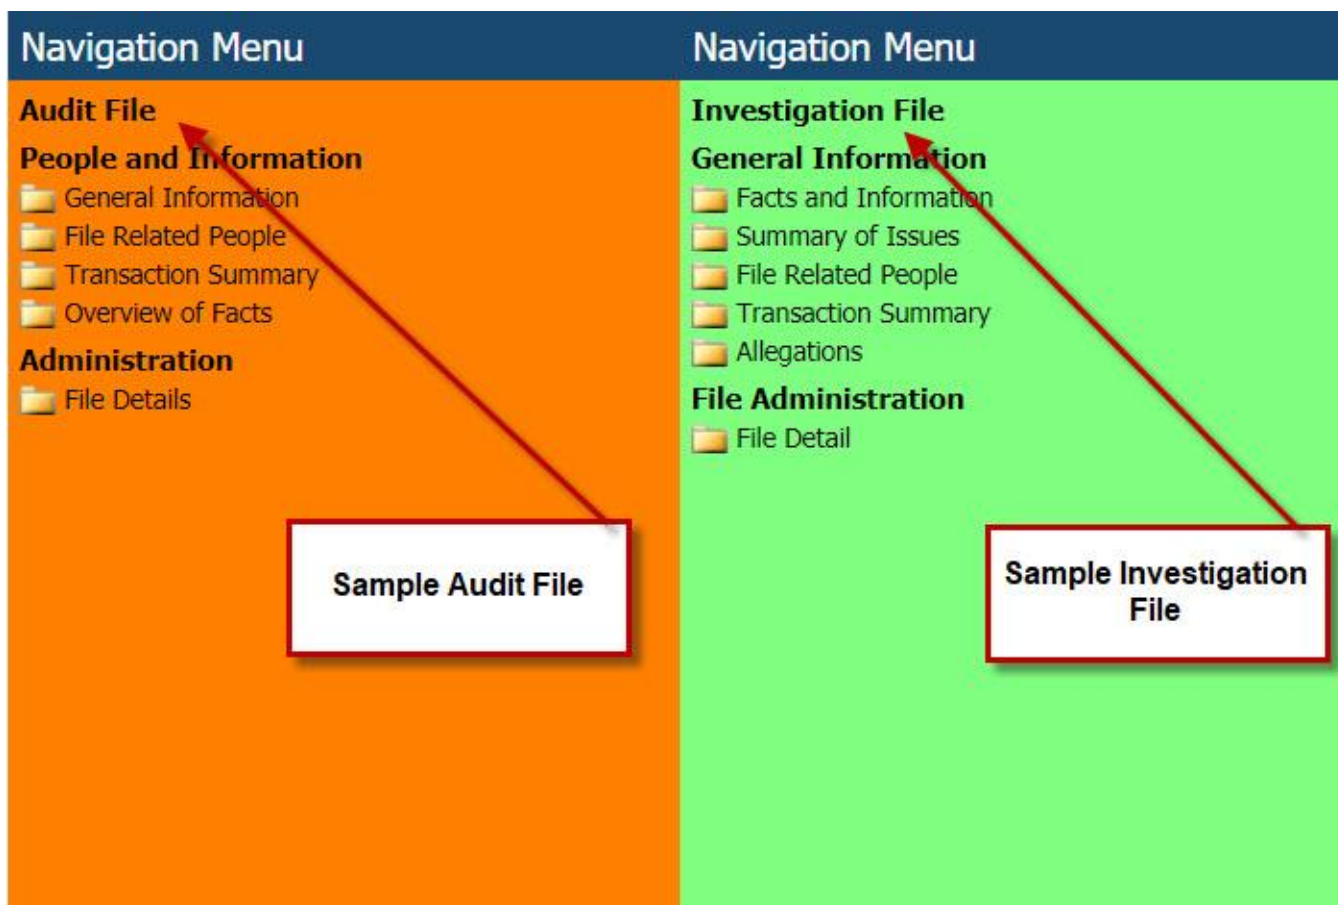 Navigation Menu
Audit File
People and Information
General Information
File Related People
Transaction Summary
Overview of Facts
Administration
File Details
Sample Audit File
Navigation Menu
Investigation File
General Information
Facts and Information
Summary of Issues
File Related People
Transaction Summary
Allegations
File Administration
File Detail
Sample Investigation
File